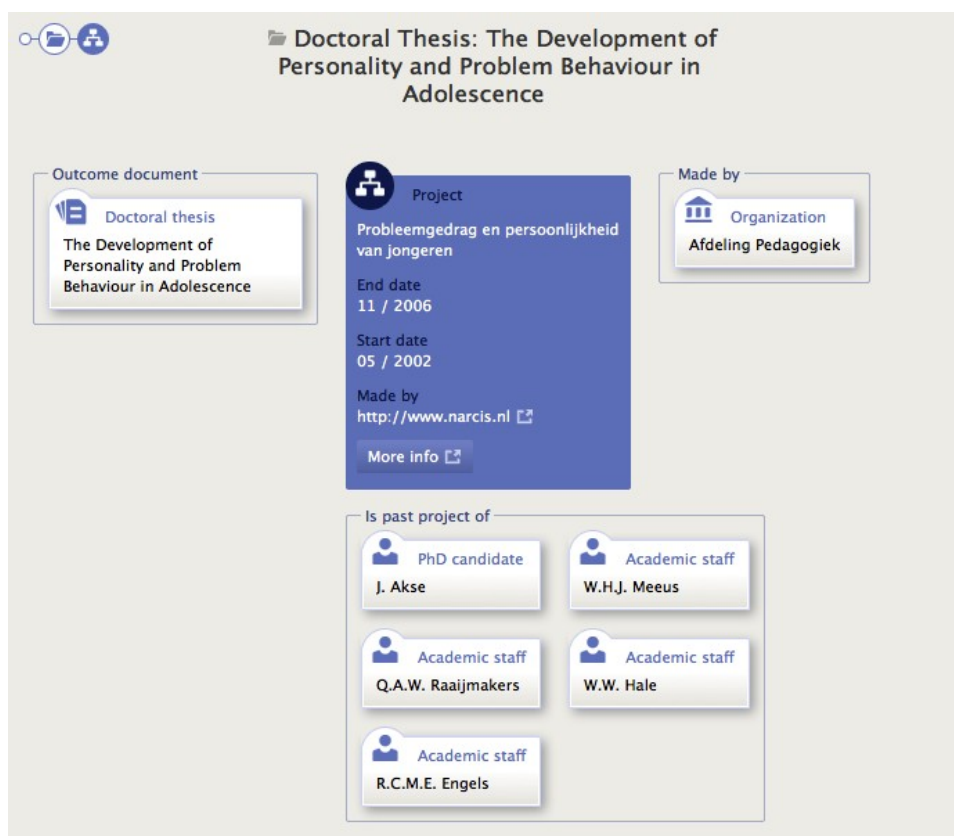 Doctoral Thesis: The Development of
Personality and Problem Behaviour in
Adolescence
Outcome document
Doctoral thesis
The Development of
Personality and Problem
Behaviour in Adolescence
Project
Probleemgedrag en persoonlijkheid
van jongeren
End date
11 / 2006
Start date
05 / 2002
Made by
http://www.narcis.nl
More info
Made by
Organization
Afdeling Pedagogiek
Is past project of
PhD candidate
J. Akse
Academic staff
W.H.J. Meeus
Academic staff
Q.A.W. Raaijmakers
Academic staff
W.W. Hale
Academic staff
R.C.M.E. Engels